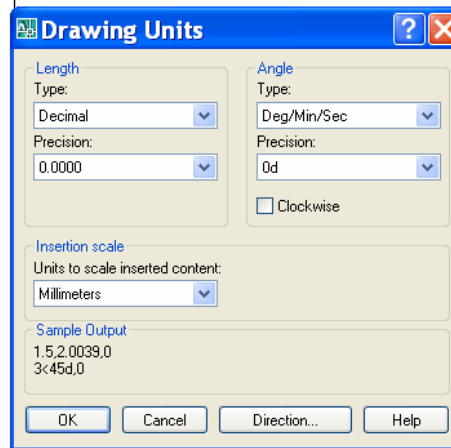 Drawing Units
Length
Type:
Decimal
Precision:
0.0000
Angle
Type:
Deg/Min/Sec
Precision:
0d
Clockwise
Insertion scale
Units to scale inserted content:
Millimeters
Sample Output
1.5,2.0039,0
3<45d,0
OK Cancel Direction... Help